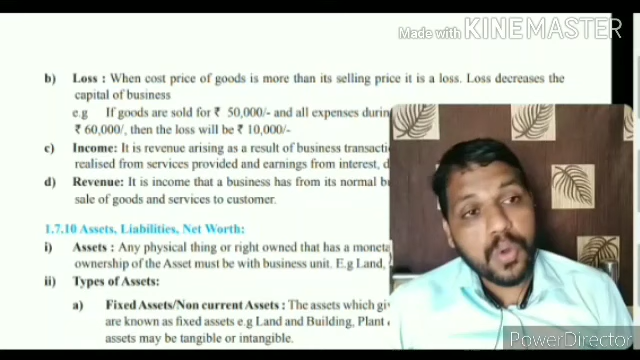 Made with KINEMASTER
b) Loss : When cost price of goods is more than its selling price it is a loss. Loss decreases the
capital of business
e.g If goods are sold for ₹ 50,000/- and all expenses durin
₹ 60,000/, then the loss will be ₹ 10,000/-
c) Income: It is revenue arising as a result of business transacti
realised from services provided and earnings from interest, d
d) Revenue: It is income that a business has from its normal b
sale of goods and services to customer.
1.7.10 Assets, Liabilities, Net Worth:
i) Assets : Any physical thing or right owned that has a moneta
ownership of the Asset must be with business unit. E.g Land,
ii) Types of Assets:
a) Fixed Assets/Non current Assets : The assets which gi
are known as fixed assets e.g Land and Building, Plant
assets may be tangible or intangible.
PowerDirector